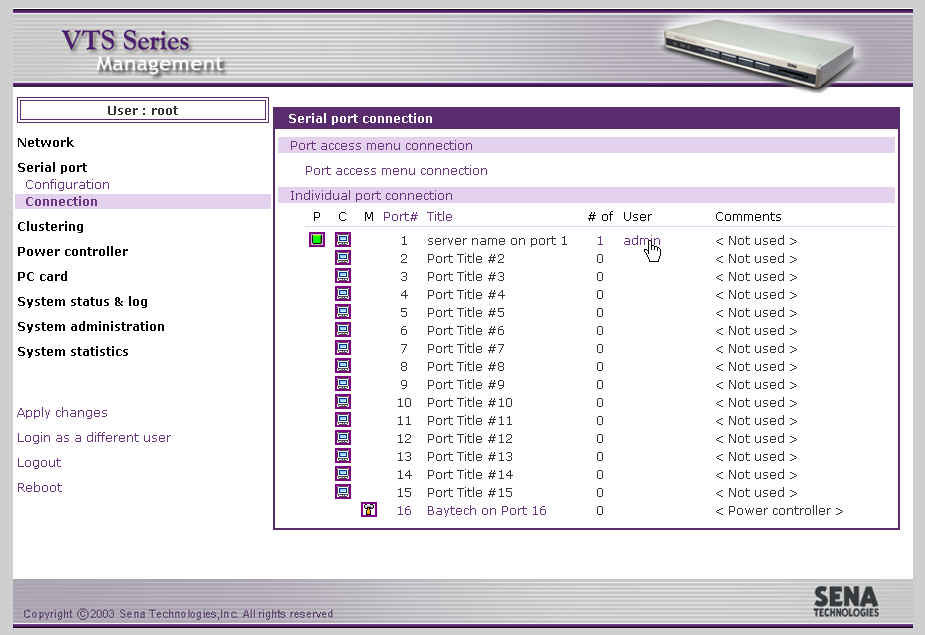 VTS Series
Management
User : root
Network
Serial port
Configuration
Connection
Clustering
Power controller
PC card
System status & log
System administration
System statistics
Apply changes
Login as a different user
Logout
Reboot
Serial port connection
Port access menu connection
Port access menu connection
Individual port connection
P C M Port# Title # of User Comments
1 server name on port 1 1 admin < Not used >
2 Port Title #2 0 < Not used >
3 Port Title #3 0 < Not used >
4 Port Title #4 0 < Not used >
5 Port Title #5 0 < Not used >
6 Port Title #6 0 < Not used >
7 Port Title #7 0 < Not used >
8 Port Title #8 0 < Not used >
9 Port Title #9 0 < Not used >
10 Port Title #10 0 < Not used >
11 Port Title #11 0 < Not used >
12 Port Title #12 0 < Not used >
13 Port Title #13 0 < Not used >
14 Port Title #14 0 < Not used >
15 Port Title #15 0 < Not used >
16 Baytech on Port 16 0 < Power controller >
Copyright ©2003 Sena Technologies,Inc. All rights reserved
SENA
TECHNOLOGIES